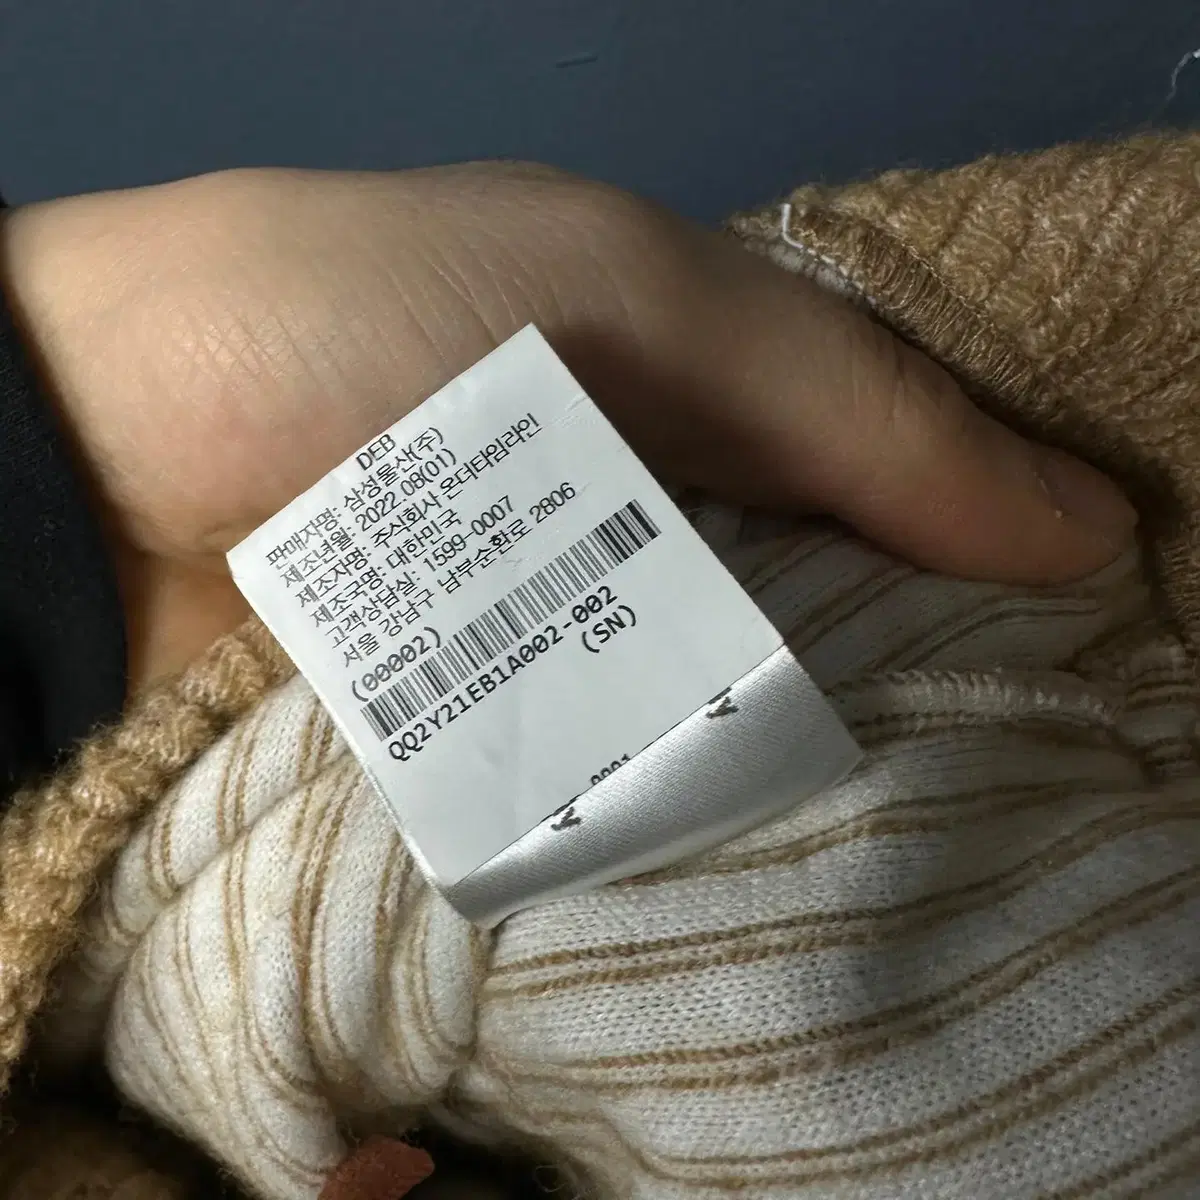 DEB
판매자명: 삼성물산(주)
제조년월: 2022.08(01)
제조자명: 주식회사 온더타임라인
제조국명: 대한민국
고객상담실: 1599-0007
서울 강남구 남부순환로 2806
(00002)
QQ2Y21EB1A002-002
(SN)